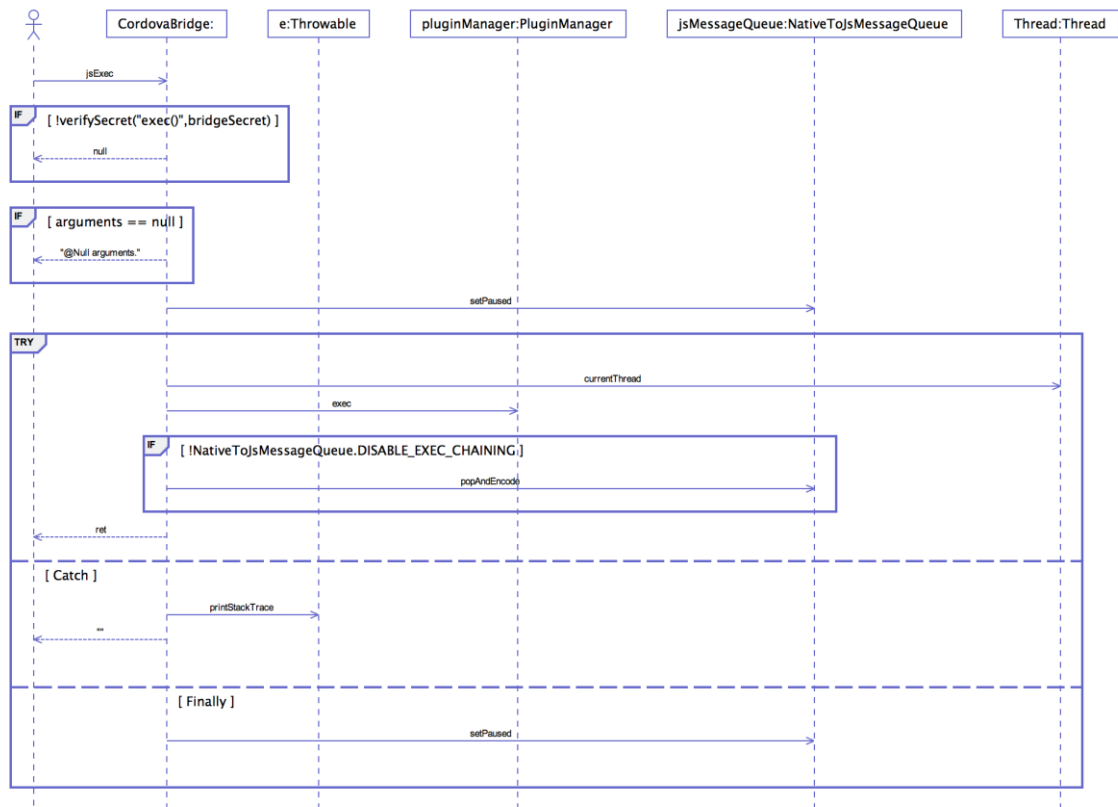 CordovaBridge:
e:Throwable
pluginManager:PluginManager
jsMessageQueue:NativeToJsMessageQueue
Thread:Thread
jsExec
IF
[ !verifySecret("exec()",bridgeSecret) ]
null
IF
[ arguments == null ]
"@Null arguments."
setPaused
TRY
currentThread
exec
IF
[ !NativeToJsMessageQueue.DISABLE_EXEC_CHAINING ]
popAndEncode
ret
[ Catch ]
printStackTrace
""
[ Finally ]
setPaused